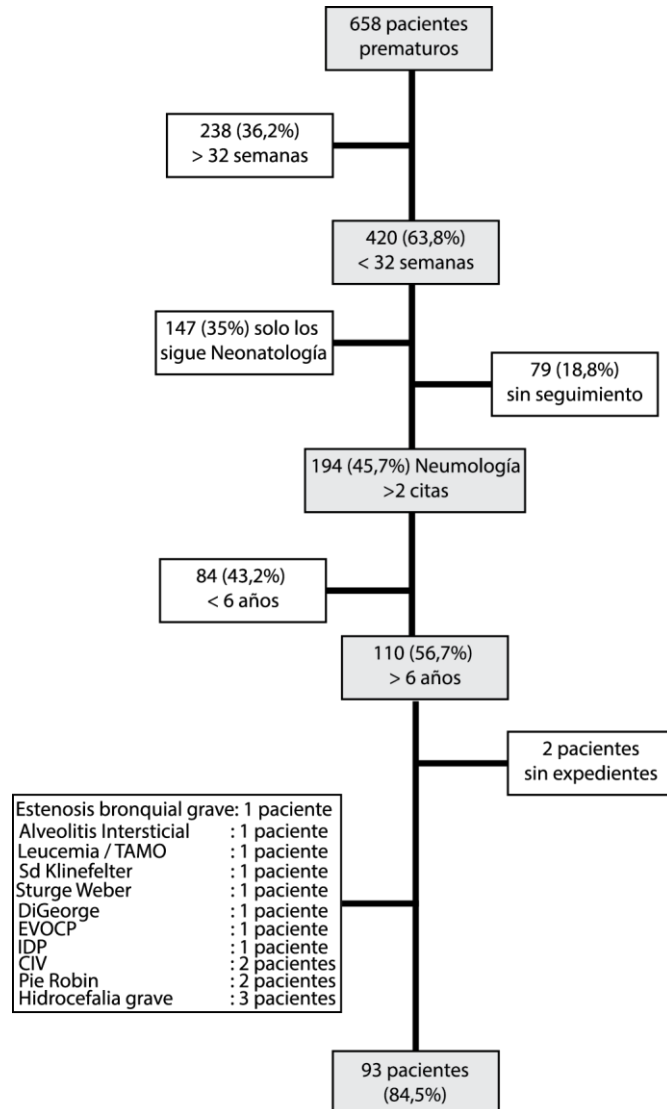 658 pacientes
prematuros
238 (36,2%)
> 32 semanas
420 (63,8%)
< 32 semanas
147 (35%) solo los
sigue Neonatología
79 (18,8%)
sin seguimiento
194 (45,7%) Neumología
>2 citas
84 (43,2%)
< 6 años
110 (56,7%)
> 6 años
2 pacientes
sin expedientes
Estenosis bronquial grave: 1 paciente
Alveolitis Intersticial : 1 paciente
Leucemia / TAMO : 1 paciente
Sd Klinefelter : 1 paciente
Sturge Weber : 1 paciente
DiGeorge : 1 paciente
EVOCP : 1 paciente
IDP : 1 paciente
CIV : 2 pacientes
Pie Robin : 2 pacientes
Hidrocefalia grave : 3 pacientes
93 pacientes
(84,5%)